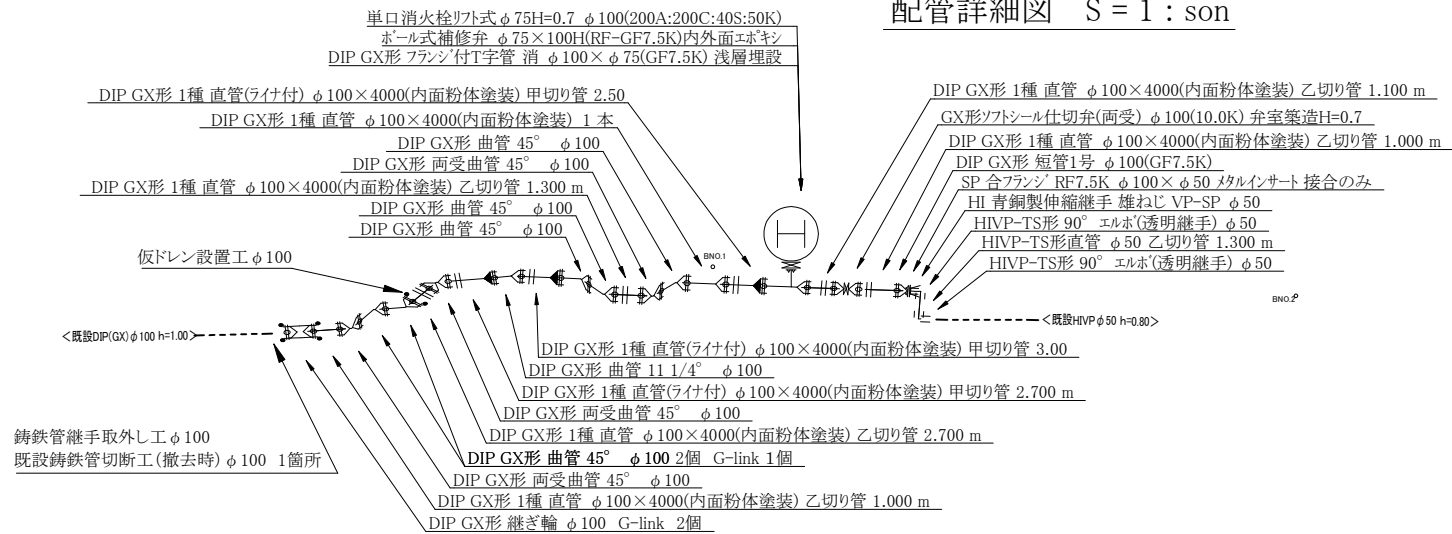 配管詳細図 S = 1 : son
単口消火栓ﾘﾌﾄ式φ75H=0.7 φ100(200A:200C:40S:50K)
ﾎﾞｰﾙ式補修弁 φ75×100H(RF-GF7.5K)内外面ｴﾎﾟｷｼ
DIP GX形 ﾌﾗﾝｼﾞ付T字管 消 φ100×φ75(GF7.5K) 浅層埋設
DIP GX形 1種 直管(ﾗｲﾅ付) φ100×4000(内面粉体塗装) 甲切り管 2.50
DIP GX形 1種 直管 φ100×4000(内面粉体塗装) 1 本
DIP GX形 曲管 45° φ100
DIP GX形 両受曲管 45° φ100
DIP GX形 1種 直管 φ100×4000(内面粉体塗装) 乙切り管 1.300 m
DIP GX形 曲管 45° φ100
DIP GX形 曲管 45° φ100
仮ドレン設置工φ100
DIP GX形 1種 直管 φ100×4000(内面粉体塗装) 乙切り管 1.100 m
GX形ｿﾌﾄｼｰﾙ仕切弁(両受) φ100(10.0K) 弁室築造H=0.7
DIP GX形 1種 直管 φ100×4000(内面粉体塗装) 乙切り管 1.000 m
DIP GX形 短管1号 φ100(GF7.5K)
SP 合フランジ RF7.5K φ100×φ50 ﾒﾀﾙｲﾝｻｰﾄ 接合のみ
HI 青銅製伸縮継手 雄ねじ VP-SP φ50
HIVP-TS形 90° ｴﾙﾎﾞ(透明継手) φ50
HIVP-TS形直管 φ50 乙切り管 1.300 m
HIVP-TS形 90° ｴﾙﾎﾞ(透明継手) φ50
BNO.1
BNO.2
H
<既設DIP(GX)φ100 h=1.00>
<既設HIVPφ50 h=0.80>
DIP GX形 1種 直管(ﾗｲﾅ付) φ100×4000(内面粉体塗装) 甲切り管 3.00
DIP GX形 曲管 11 1/4° φ100
DIP GX形 1種 直管(ﾗｲﾅ付) φ100×4000(内面粉体塗装) 甲切り管 2.700 m
DIP GX形 両受曲管 45° φ100
DIP GX形 1種 直管 φ100×4000(内面粉体塗装) 乙切り管 2.700 m
DIP GX形 曲管 45° φ100 2個 G-link 1個
DIP GX形 両受曲管 45° φ100
DIP GX形 1種 直管 φ100×4000(内面粉体塗装) 乙切り管 1.000 m
DIP GX形 継ぎ輪 φ100 G-link 2個
鋳鉄管継手取外し工φ100
既設鋳鉄管切断工(撤去時)φ100 1箇所